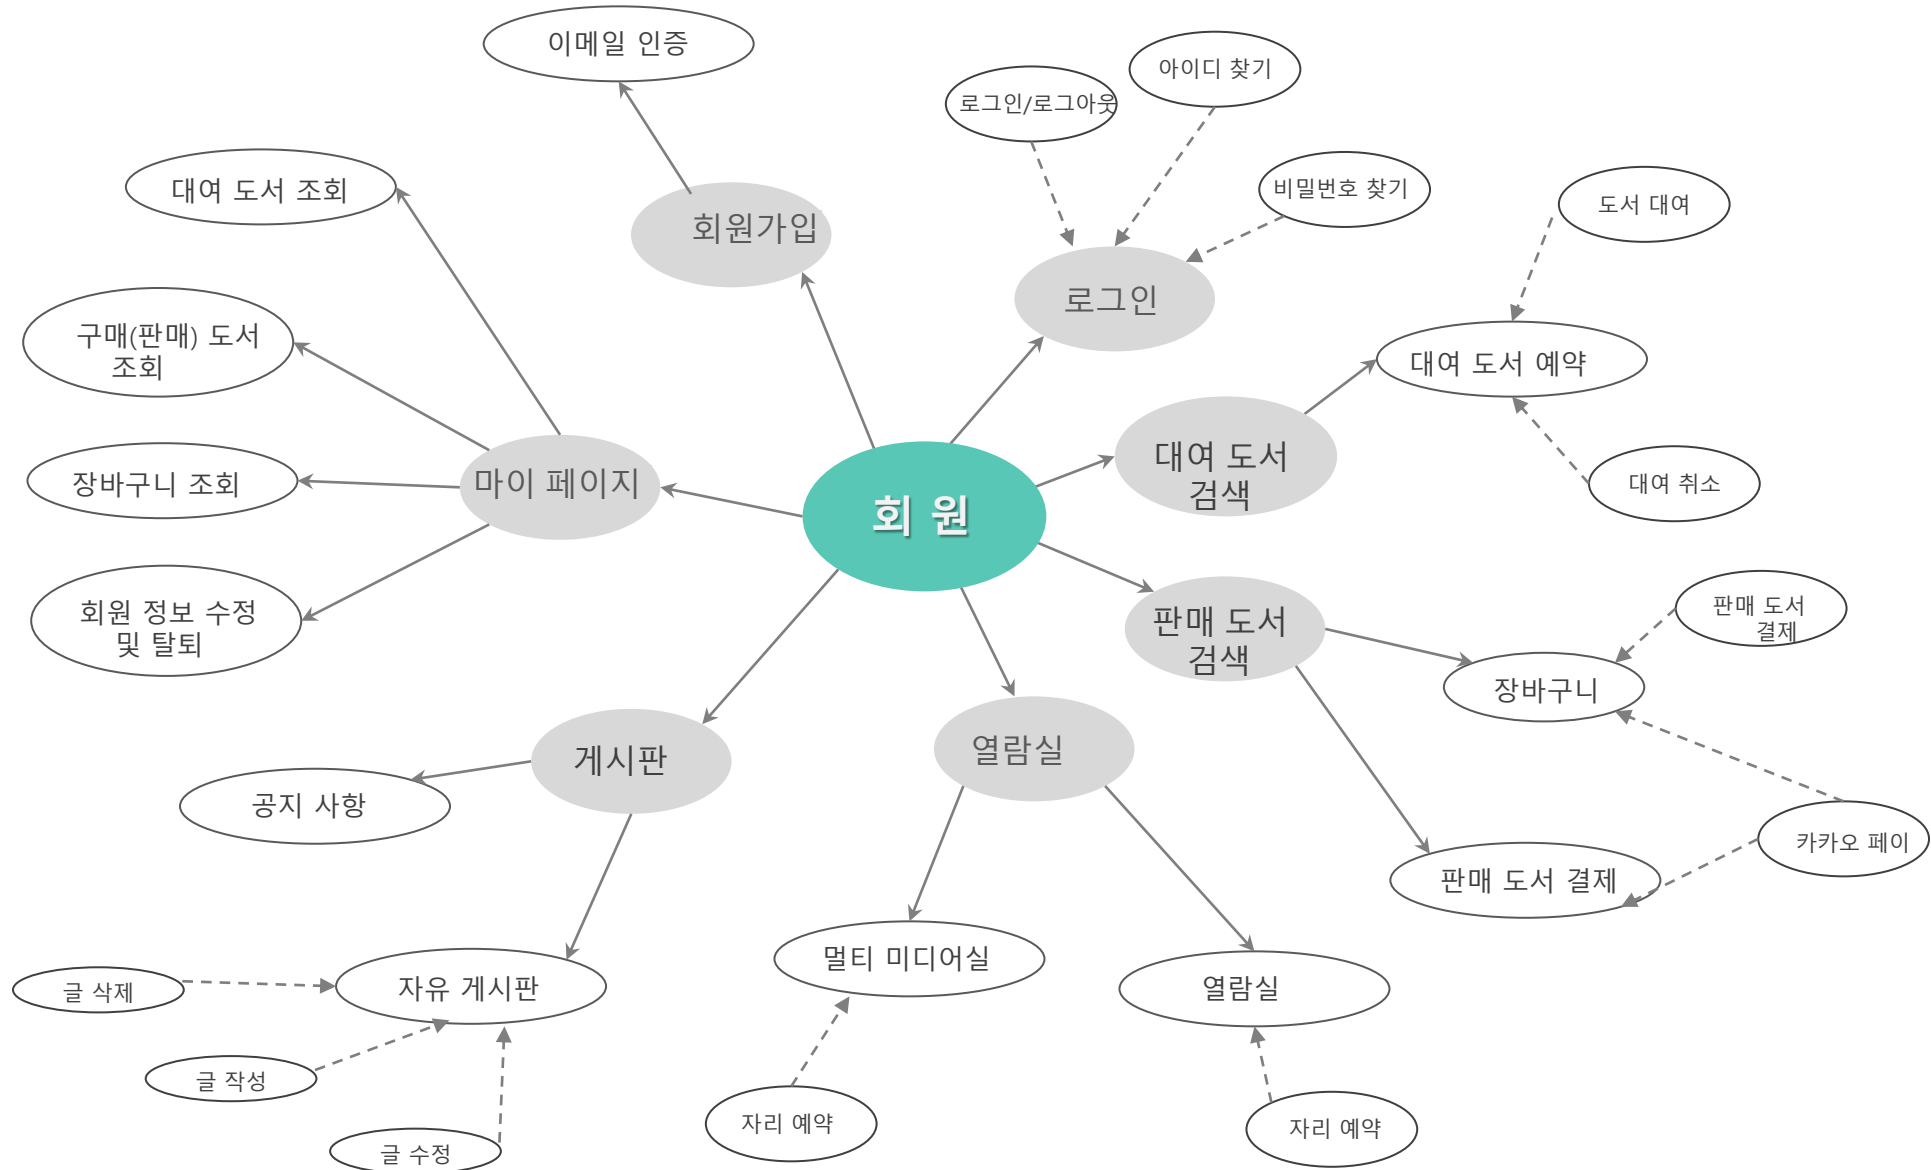 이메일 인증
아이디 찾기
로그인/로그아웃
대여 도서 조회
비밀번호 찾기
도서 대여
회원가입
로그인
구매(판매) 도서
조회
대여 도서 예약
대여 도서
검색
장바구니 조회
마이 페이지
대여 취소
회 원
회원 정보 수정
및 탈퇴
판매 도서
검색
판매 도서
결제
장바구니
게시판
열람실
공지 사항
카카오 페이
판매 도서 결제
멀티 미디어실
자유 게시판
열람실
글 삭제
글 작성
자리 예약
자리 예약
글 수정